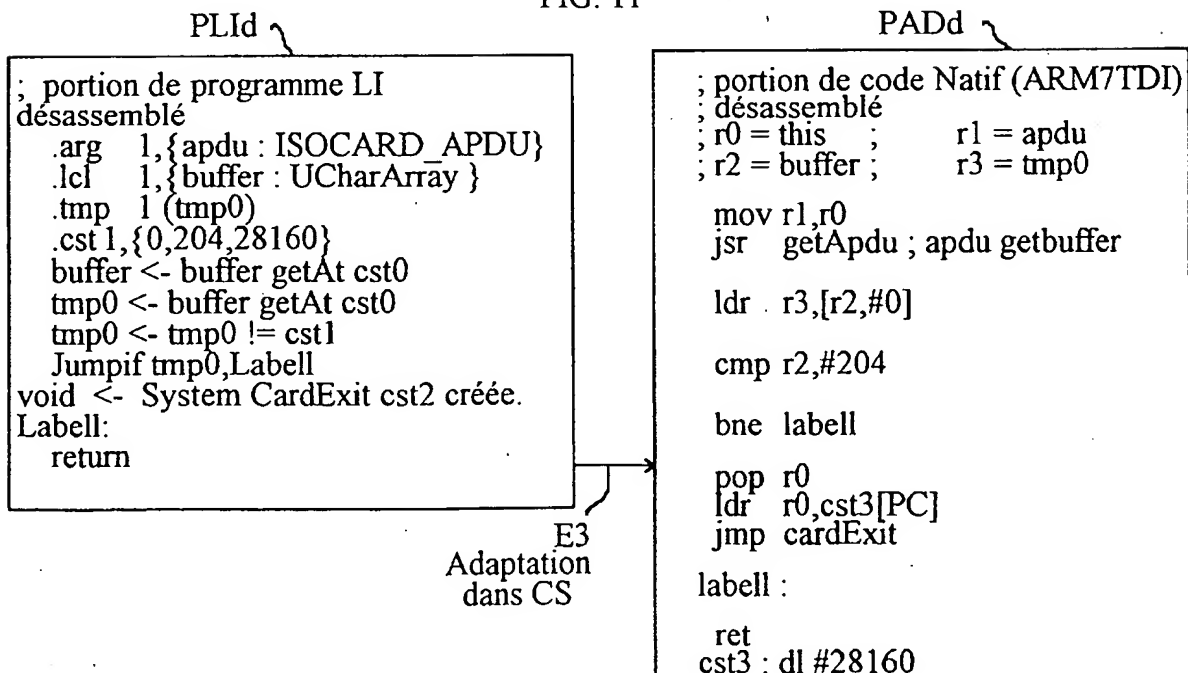 FIG. 11
PLId
; portion de programme LI
désassemblé
.arg 1,{apdu : ISOCARD_APDU}
.lcl 1,{buffer : UCharArray }
.tmp 1 (tmp0)
.cst 1,{0,204,28160}
buffer <- buffer getAt cst0
tmp0 <- buffer getAt cst0
tmp0 <- tmp0 != cst1
Jumpif tmp0,Labell
void <- System CardExit cst2 créée.
Labell:
return
E3
Adaptation
dans CS
PADd
; portion de code Natif (ARM7TDI)
; désassemblé
; r0 = this ; r1 = apdu
; r2 = buffer ; r3 = tmp0
mov r1,r0
jsr getApdu ; apdu getbuffer
ldr r3,[r2,#0]
cmp r2,#204
bne labell
pop r0
ldr r0,cst3[PC]
jmp cardExit
labell :
ret
cst3 : dl #28160